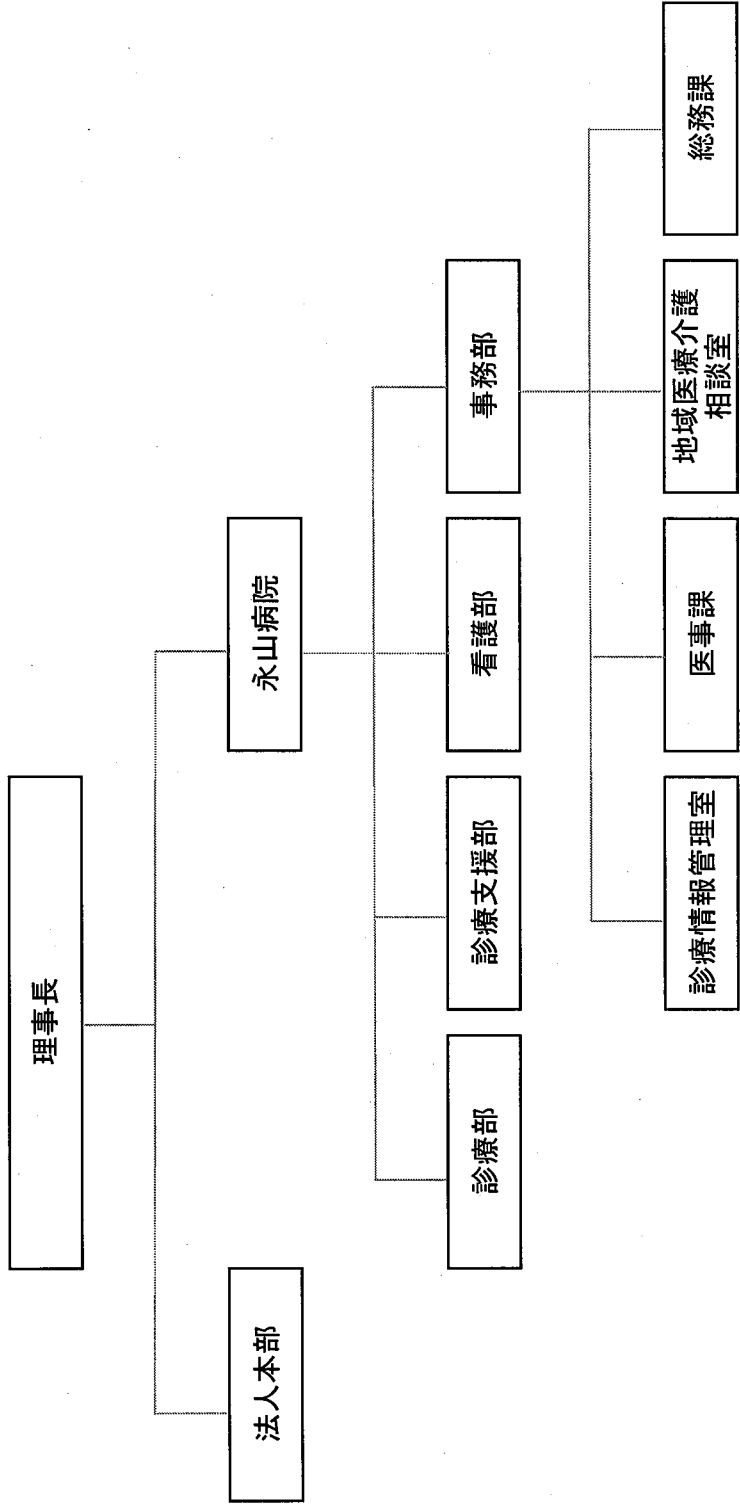 理事長
法人本部
永山病院
診療部
診療支援部
看護部
事務部
診療情報管理室
医事課
地域医療介護
相談室
総務課